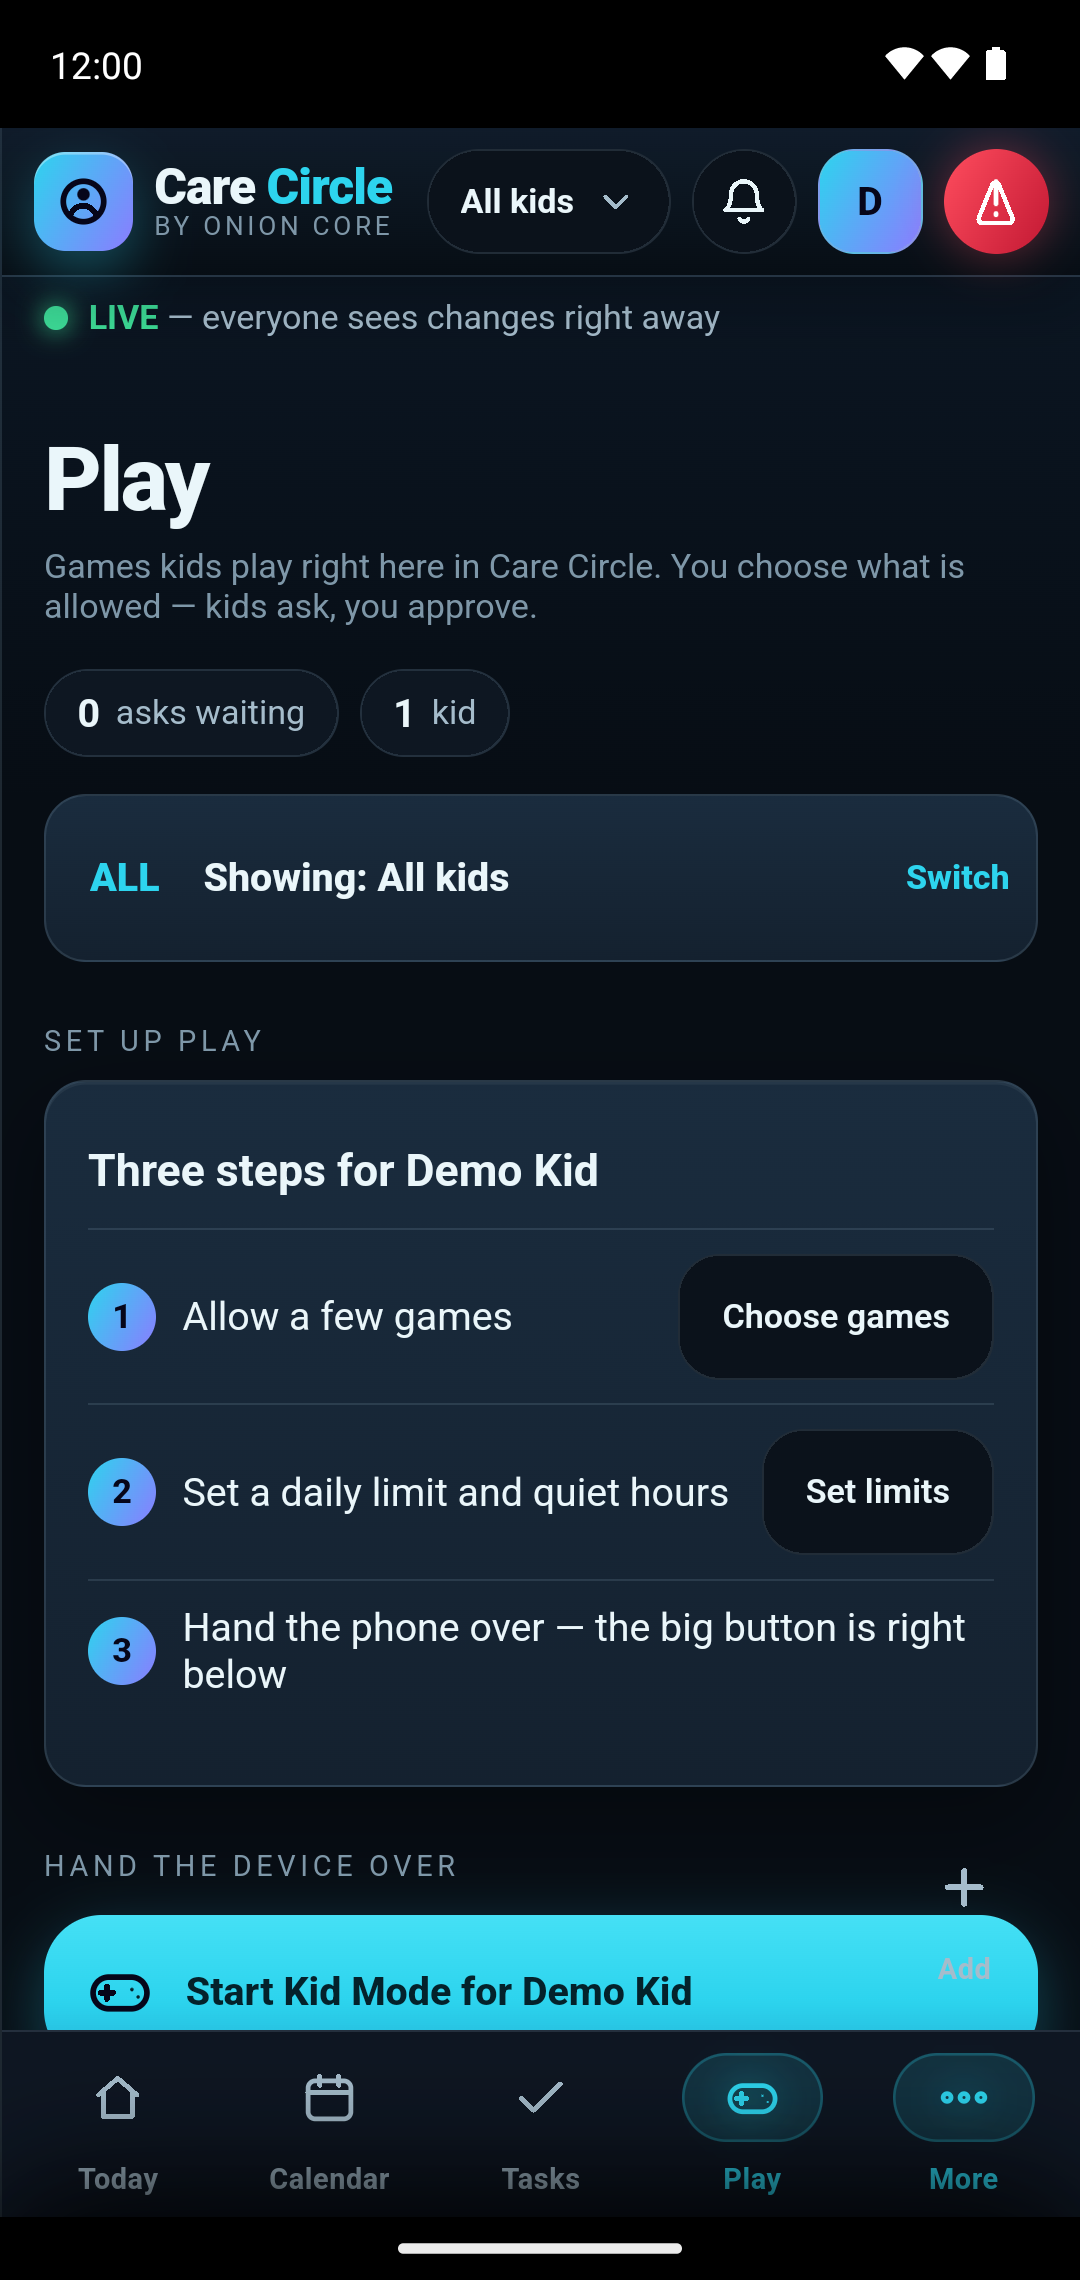 12:00
Care Circle
BY ONION CORE
All kids
D
LIVE — everyone sees changes right away
Play
Games kids play right here in Care Circle. You choose what is
allowed — kids ask, you approve.
0 asks waiting
1 kid
ALL Showing: All kids
Switch
SET UP PLAY
Three steps for Demo Kid
1 Allow a few games
Choose games
2 Set a daily limit and quiet hours
Set limits
3 Hand the phone over — the big button is right
below
HAND THE DEVICE OVER
Start Kid Mode for Demo Kid
Add
Today
Calendar
Tasks
Play
More